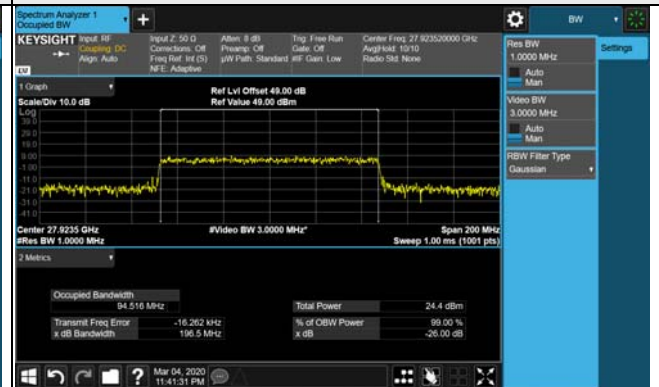 Spectrum Analyzer 1
Occupied BW
BW
KEYSIGHT
Input: RF
Coupling: DC
Align: Auto
Input Z: 50 Ω
Corrections: Off
Freq Ref: Int (S)
NFE: Adaptive
Atten: 8 dB
Preamp: Off
µW Path: Standard
Trig: Free Run
Gate: Off
#IF Gain: Low
Center Freq: 27.923520000 GHz
Avg|Hold: 10/10
Radio Std: None
Res BW
1.0000 MHz
Auto
Man
Settings
Video BW
3.0000 MHz
Auto
Man
RBW Filter Type
Gaussian
1 Graph
Scale/Div 10.0 dB
Ref Lvl Offset 49.00 dB
Ref Value 49.00 dBm
Log
39.0
29.0
19.0
9.00
-1.00
-11.0
-21.0
-31.0
-41.0
Center 27.9235 GHz
#Res BW 1.0000 MHz
#Video BW 3.0000 MHz*
Span 200 MHz
Sweep 1.00 ms (1001 pts)
2 Metrics
Occupied Bandwidth
94.516 MHz
Total Power 24.4 dBm
Transmit Freq Error -16.262 kHz
% of OBW Power 99.00 %
x dB Bandwidth 196.5 MHz
x dB -26.00 dB
Mar 04, 2020
11:41:31 PM